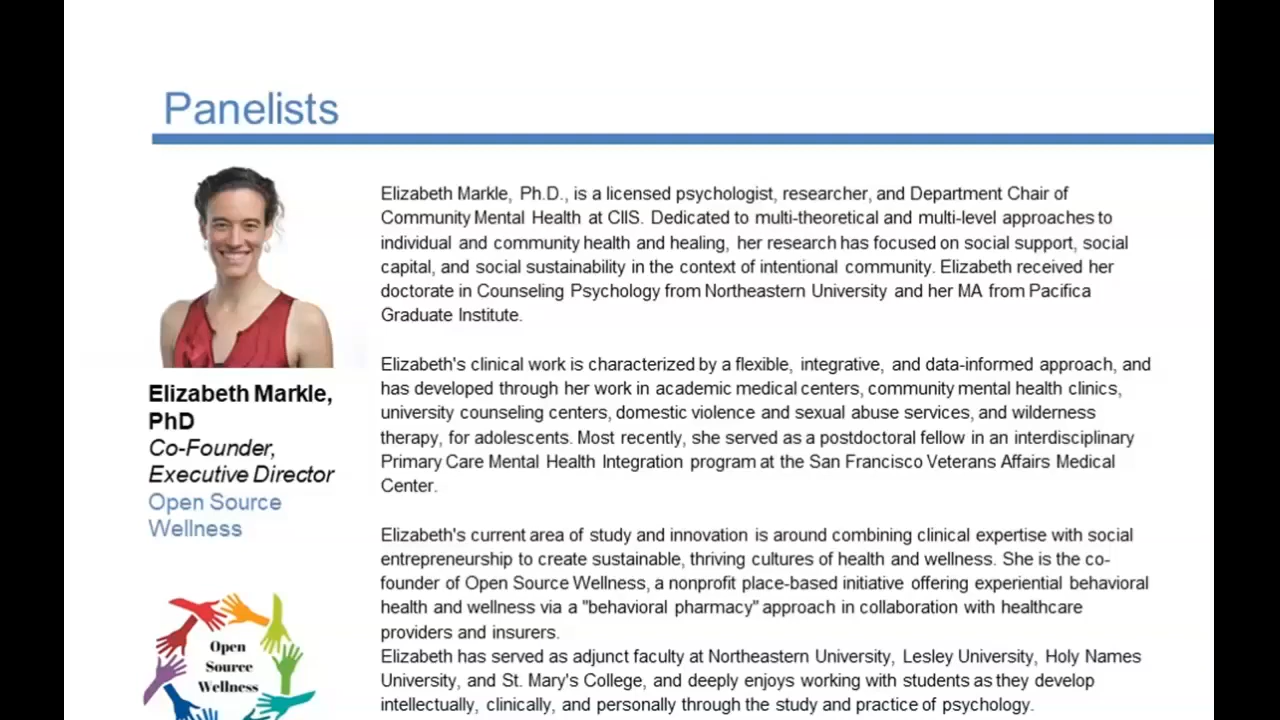 Panelists
Elizabeth Markle,
PhD
Co-Founder,
Executive Director
Open Source
Wellness
Open
Source
Wellness
Elizabeth Markle, Ph.D., is a licensed psychologist, researcher, and Department Chair of
Community Mental Health at CIIS. Dedicated to multi-theoretical and multi-level approaches to
individual and community health and healing, her research has focused on social support, social
capital, and social sustainability in the context of intentional community. Elizabeth received her
doctorate in Counseling Psychology from Northeastern University and her MA from Pacifica
Graduate Institute.
Elizabeth's clinical work is characterized by a flexible, integrative, and data-informed approach, and
has developed through her work in academic medical centers, community mental health clinics,
university counseling centers, domestic violence and sexual abuse services, and wilderness
therapy, for adolescents. Most recently, she served as a postdoctoral fellow in an interdisciplinary
Primary Care Mental Health Integration program at the San Francisco Veterans Affairs Medical
Center.
Elizabeth's current area of study and innovation is around combining clinical expertise with social
entrepreneurship to create sustainable, thriving cultures of health and wellness. She is the co-
founder of Open Source Wellness, a nonprofit place-based initiative offering experiential behavioral
health and wellness via a "behavioral pharmacy" approach in collaboration with healthcare
providers and insurers.
Elizabeth has served as adjunct faculty at Northeastern University, Lesley University, Holy Names
University, and St. Mary's College, and deeply enjoys working with students as they develop
intellectually, clinically, and personally through the study and practice of psychology.